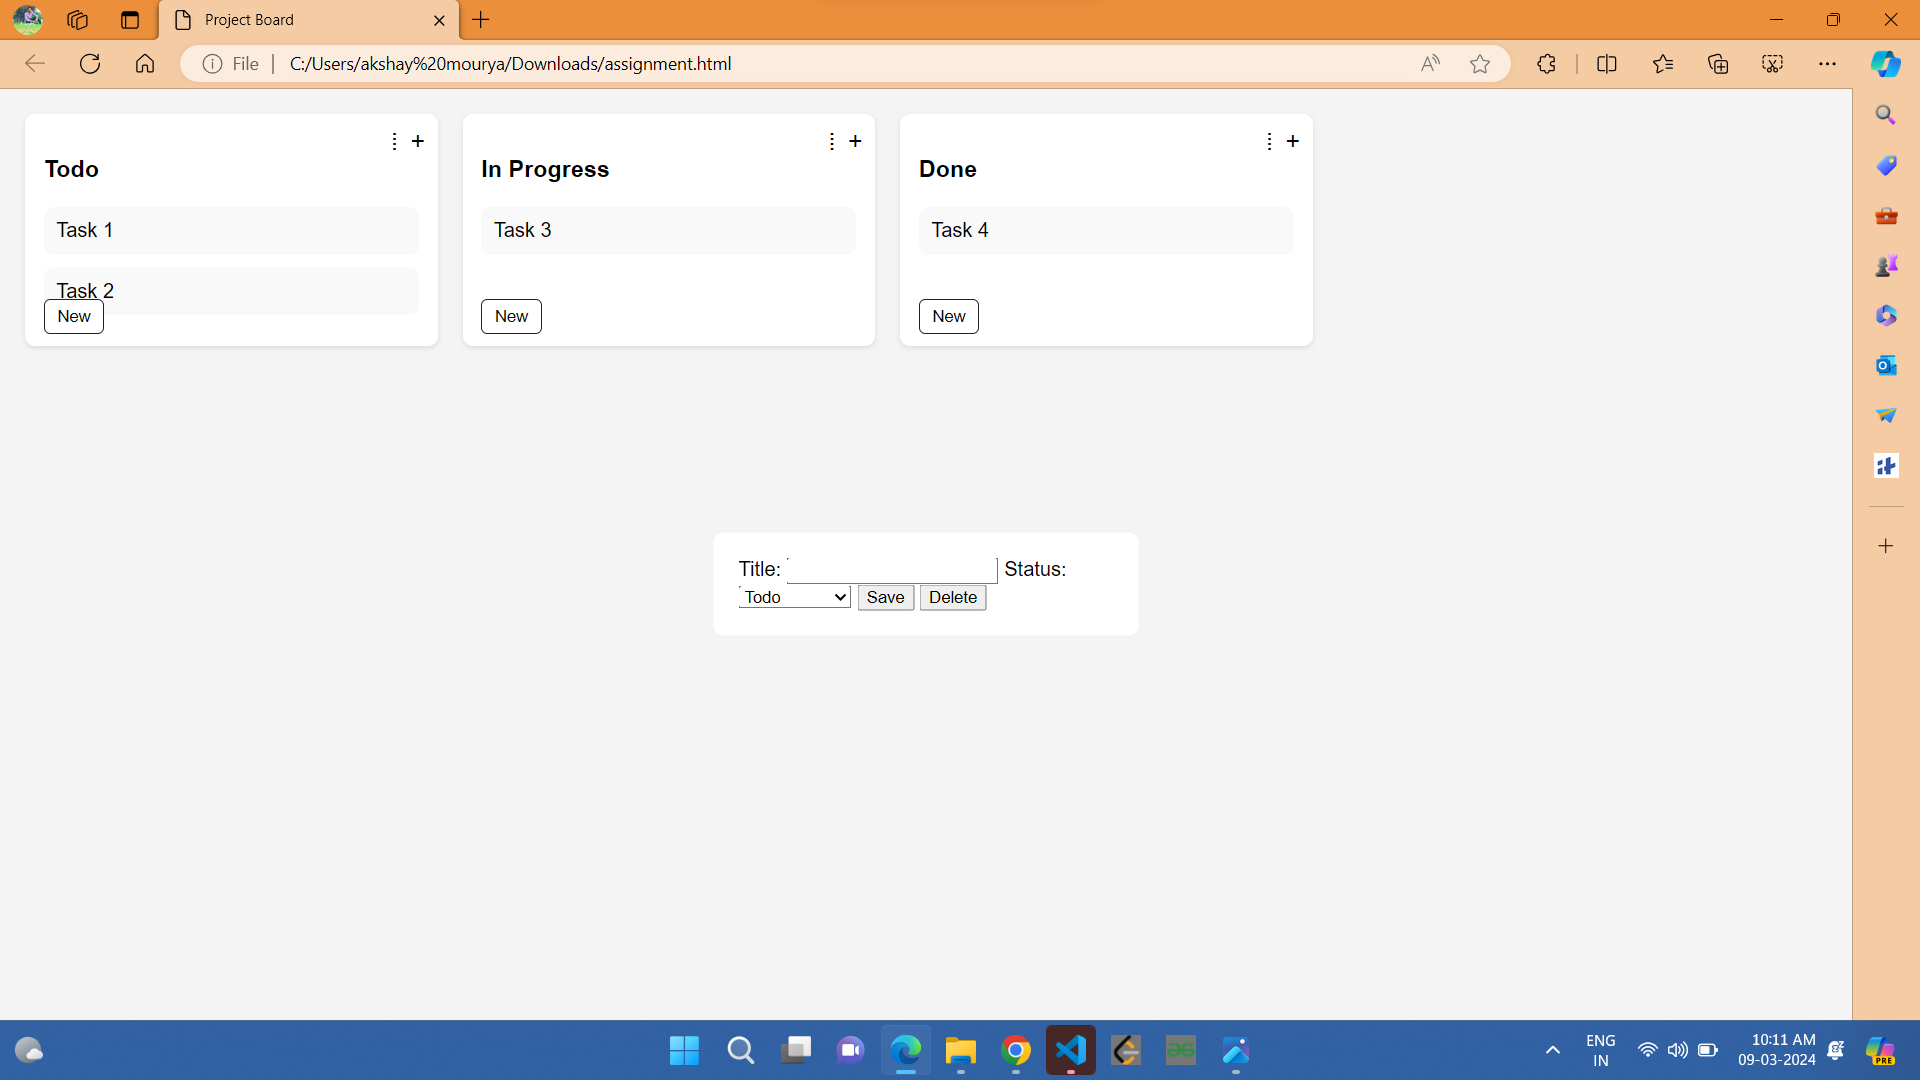 Project Board
File
C:/Users/akshay%20mourya/Downloads/assignment.html
Todo
Task 1
Task 2
New
In Progress
Task 3
New
Done
Task 4
New
Title: Status:
Todo Save Delete
ENG
IN
10:11 AM
09-03-2024
PRE